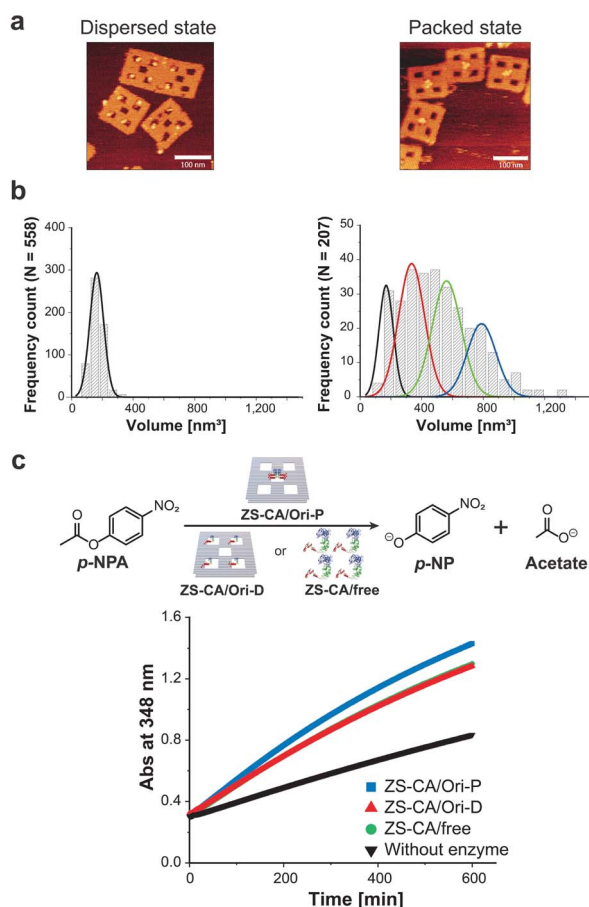 a
Dispersed state
Packed state
100 nm
100 nm
b
Frequency count (N = 558)
400
300
200
100
0
0 400 800 1,200
Volume [nm³]
Frequency count (N = 207)
50
40
30
20
10
0
0 400 800 1,200
Volume [nm³]
c
O
O
NO₂
p-NPA
ZS-CA/Ori-P
ZS-CA/Ori-D
or
ZS-CA/free
NO₂
⊖O
p-NP
+
O
O⊖
Acetate
Abs at 348 nm
1.6
1.2
0.8
0.4
0.0
ZS-CA/Ori-P
ZS-CA/Ori-D
ZS-CA/free
Without enzyme
0 200 400 600
Time [min]